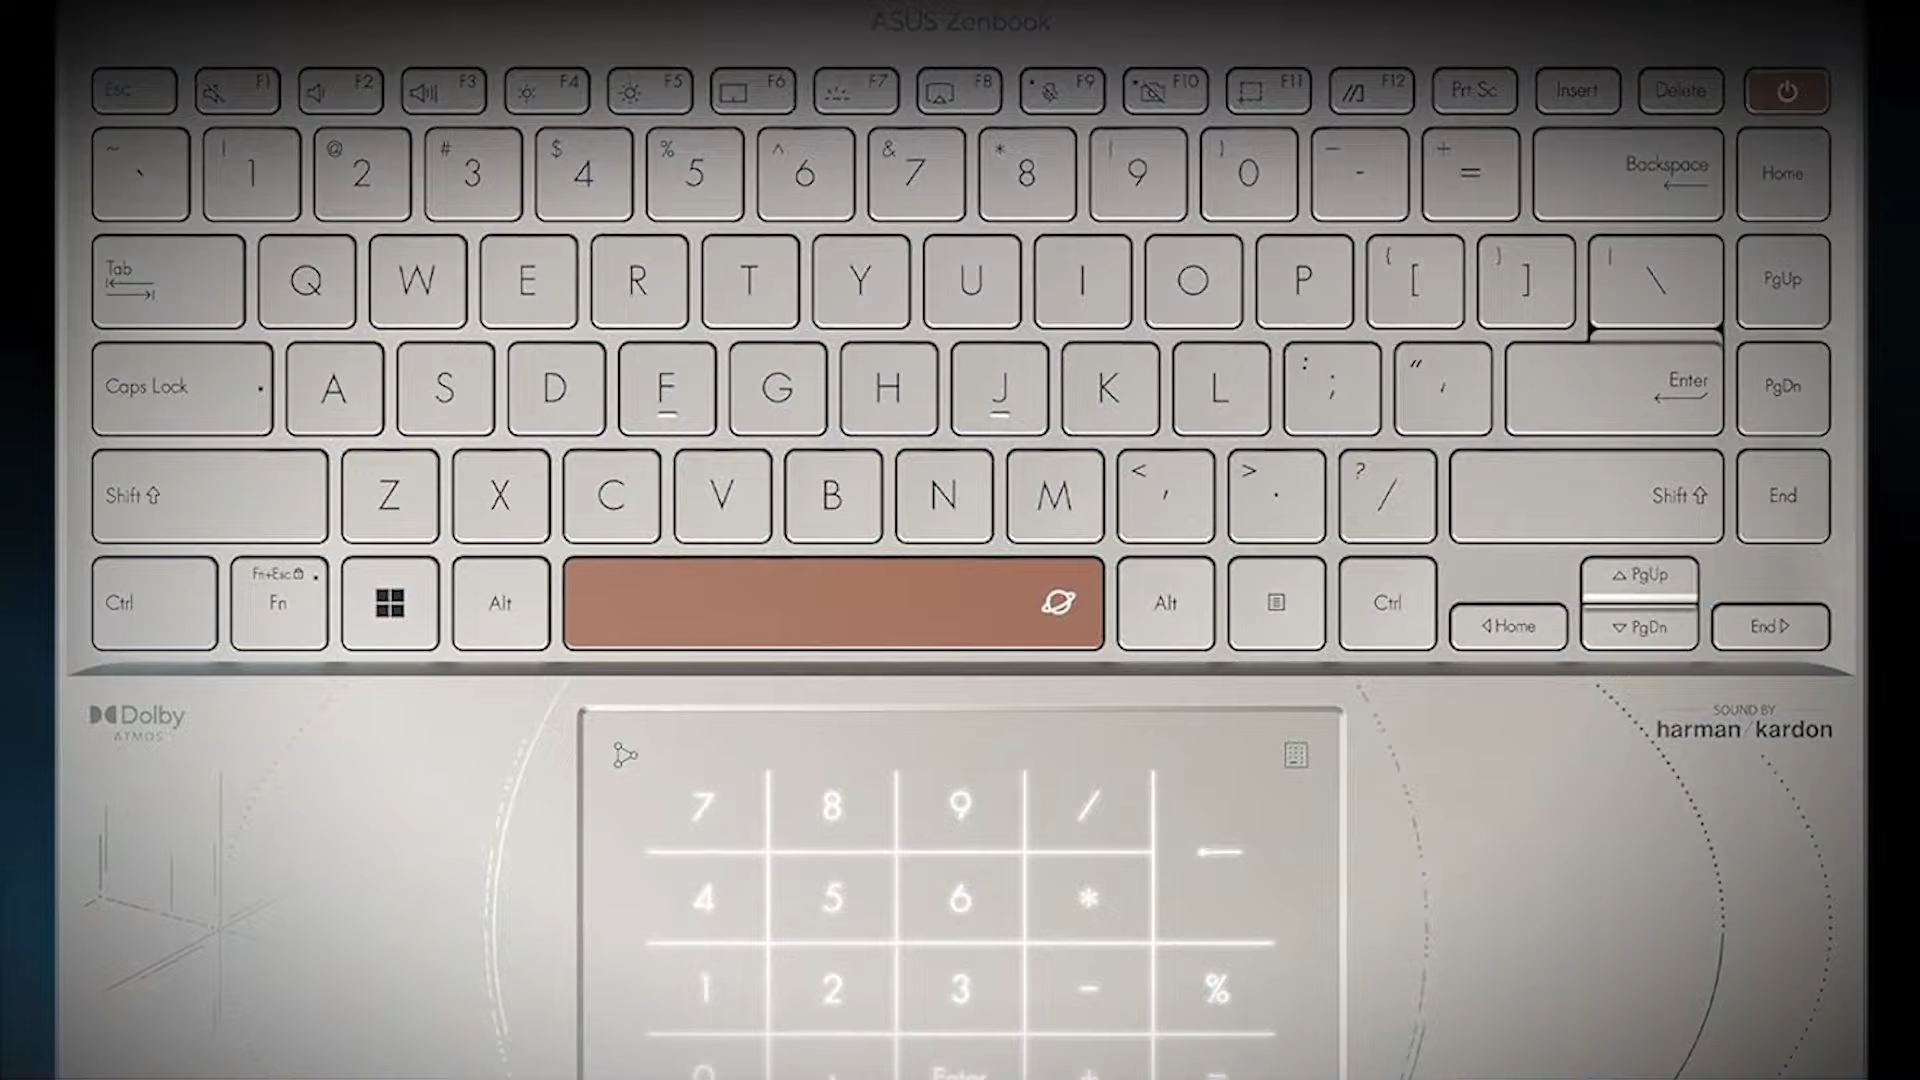 ASUS Zenbook
Esc F1 F2 F3 F4 F5 F6 F7 F8 F9 F10 F11 F12 Prt Sc Insert Delete
~ ` ! 1 @ 2 # 3 $ 4 % 5 ^ 6 & 7 * 8 ( 9 ) 0 — - + = Backspace Home
Tab Q W E R T Y U I O P { [ } ] | \ PgUp
Caps Lock A S D F G H J K L : ; " ' Enter PgDn
Shift Z X C V B N M < , > . ? / Shift End
Ctrl Fn+Esc Fn Alt Alt Ctrl Home PgUp PgDn End
Dolby
ATMOS
SOUND BY
harman/kardon
7 8 9 /
4 5 6 *
1 2 3 - %
0 . Enter + =